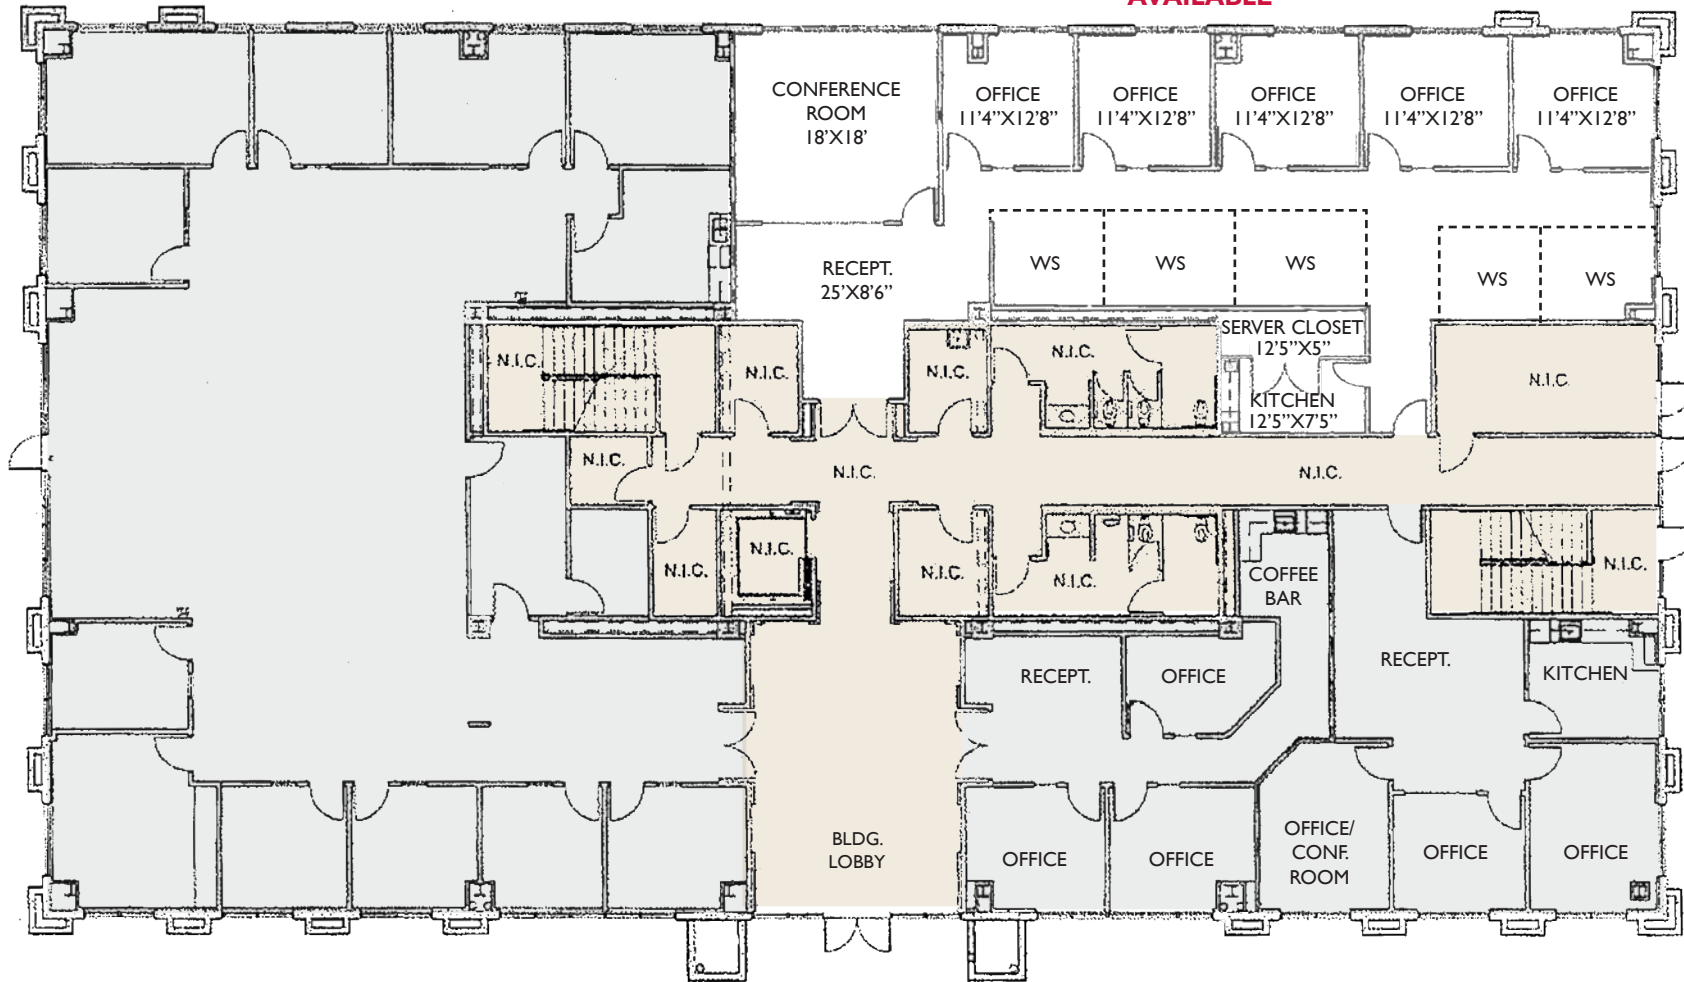 AVAILABLE
CONFERENCE
ROOM
18'X18'
OFFICE
11'4"X12'8"
OFFICE
11'4"X12'8"
OFFICE
11'4"X12'8"
OFFICE
11'4"X12'8"
OFFICE
11'4"X12'8"
RECEPT.
25'X8'6"
WS
WS
WS
WS
WS
SERVER CLOSET
12'5"X5"
KITCHEN
12'5"X7'5"
N.I.C.
N.I.C.
N.I.C.
N.I.C.
N.I.C.
N.I.C.
N.I.C.
N.I.C.
N.I.C.
N.I.C.
N.I.C.
N.I.C.
N.I.C.
COFFEE
BAR
RECEPT.
OFFICE
RECEPT.
KITCHEN
BLDG.
LOBBY
OFFICE
OFFICE
OFFICE/
CONF.
ROOM
OFFICE
OFFICE